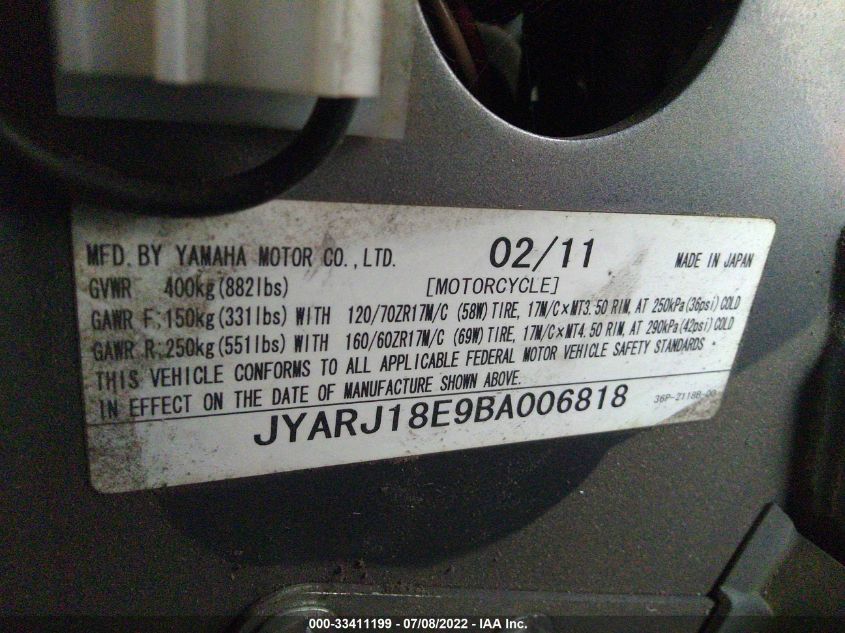 MFD. BY YAMAHA MOTOR CO., LTD. 02/11 MADE IN JAPAN
GVWR 400kg (882lbs) [MOTORCYCLE]
GAWR F:150kg (331lbs) WITH 120/70ZR17M/C (58W) TIRE, 17M/C×MT3.50 RIM, AT 250kPa (36psi) COLD
GAWR R:250kg (551lbs) WITH 160/60ZR17M/C (69W) TIRE, 17M/C×MT4.50 RIM, AT 290kPa (42psi) COLD
THIS VEHICLE CONFORMS TO ALL APPLICABLE FEDERAL MOTOR VEHICLE SAFETY STANDARDS
IN EFFECT ON THE DATE OF MANUFACTURE SHOWN ABOVE.
JYARJ18E9BA006818 36P-2118B-00
000-33411199 - 07/08/2022 - IAA Inc.